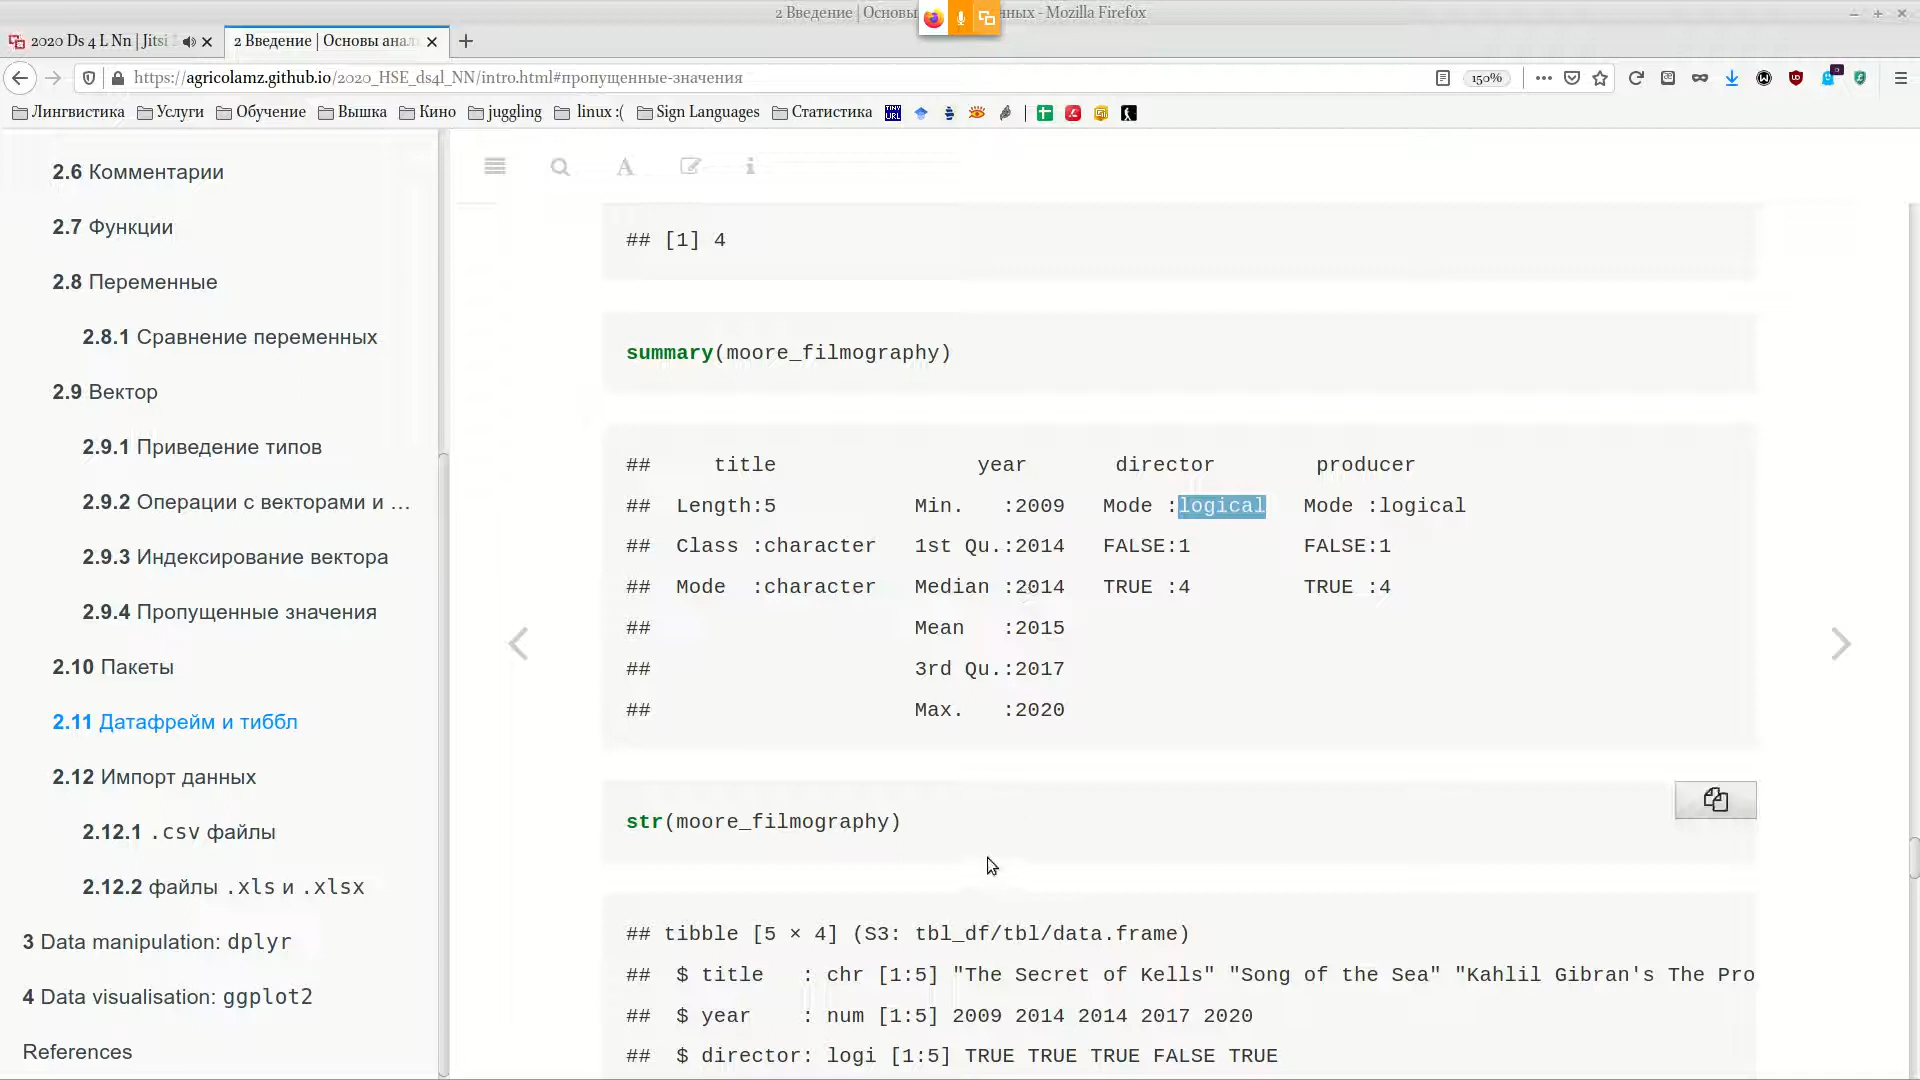 2 Введение | Основы
нных - Mozilla Firefox
2020 Ds 4 L Nn | Jitsi
2 Введение | Основы анал
https://agricolamz.github.io/2020_HSE_ds4l_NN/intro.html#пропущенные-значения
150%
Лингвистика Услуги Обучение Вышка Кино juggling linux :( Sign Languages Статистика TINY URL
2.6 Комментарии
2.7 Функции
2.8 Переменные
2.8.1 Сравнение переменных
2.9 Вектор
2.9.1 Приведение типов
2.9.2 Операции с векторами и …
2.9.3 Индексирование вектора
2.9.4 Пропущенные значения
2.10 Пакеты
2.11 Датафрейм и тиббл
2.12 Импорт данных
2.12.1 .csv файлы
2.12.2 файлы .xls и .xlsx
3 Data manipulation: dplyr
4 Data visualisation: ggplot2
References
## [1] 4
summary(moore_filmography)
## title year director producer
## Length:5 Min. :2009 Mode :logical Mode :logical
## Class :character 1st Qu.:2014 FALSE:1 FALSE:1
## Mode :character Median :2014 TRUE :4 TRUE :4
## Mean :2015
## 3rd Qu.:2017
## Max. :2020
str(moore_filmography)
## tibble [5 × 4] (S3: tbl_df/tbl/data.frame)
## $ title : chr [1:5] "The Secret of Kells" "Song of the Sea" "Kahlil Gibran's The Pro
## $ year : num [1:5] 2009 2014 2014 2017 2020
## $ director: logi [1:5] TRUE TRUE TRUE FALSE TRUE